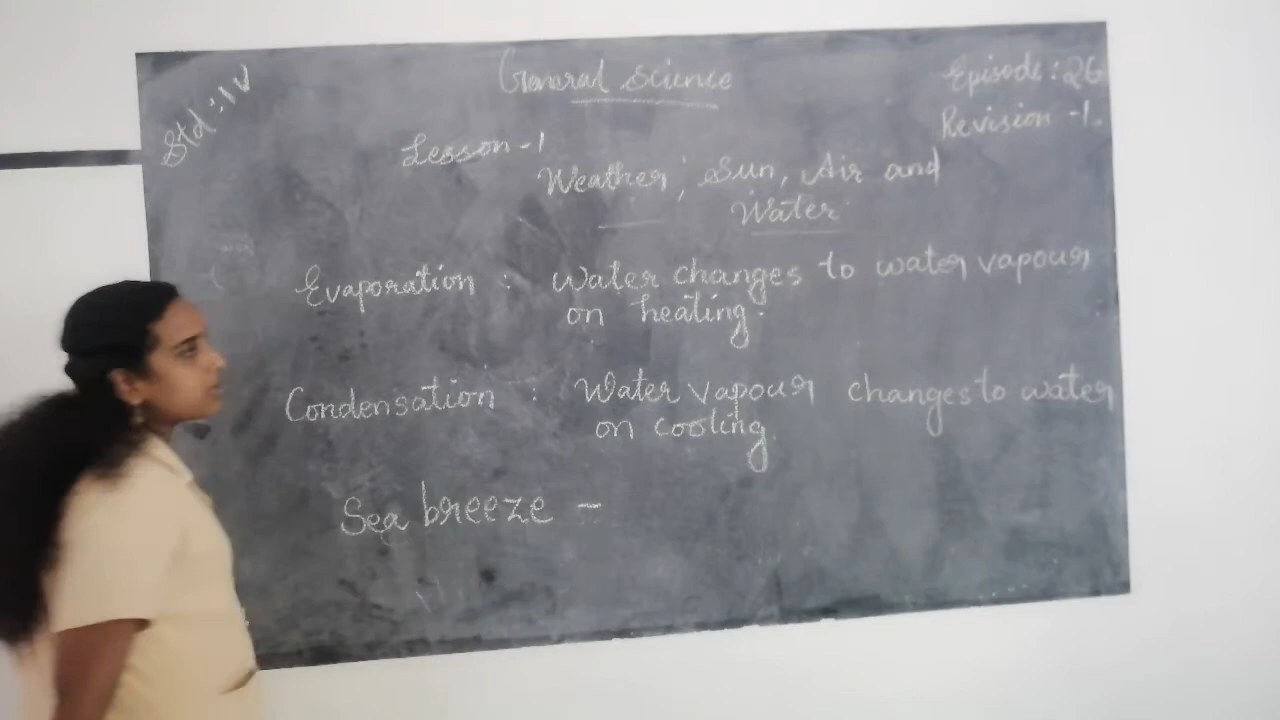 General Science
Episode : 26
Std : IV
Revision - 1.
Lesson - 1
Weather, Sun, Air and
Water
Evaporation : Water changes to water vapour
on heating.
Condensation : Water vapour changes to water
on cooling.
Sea breeze -